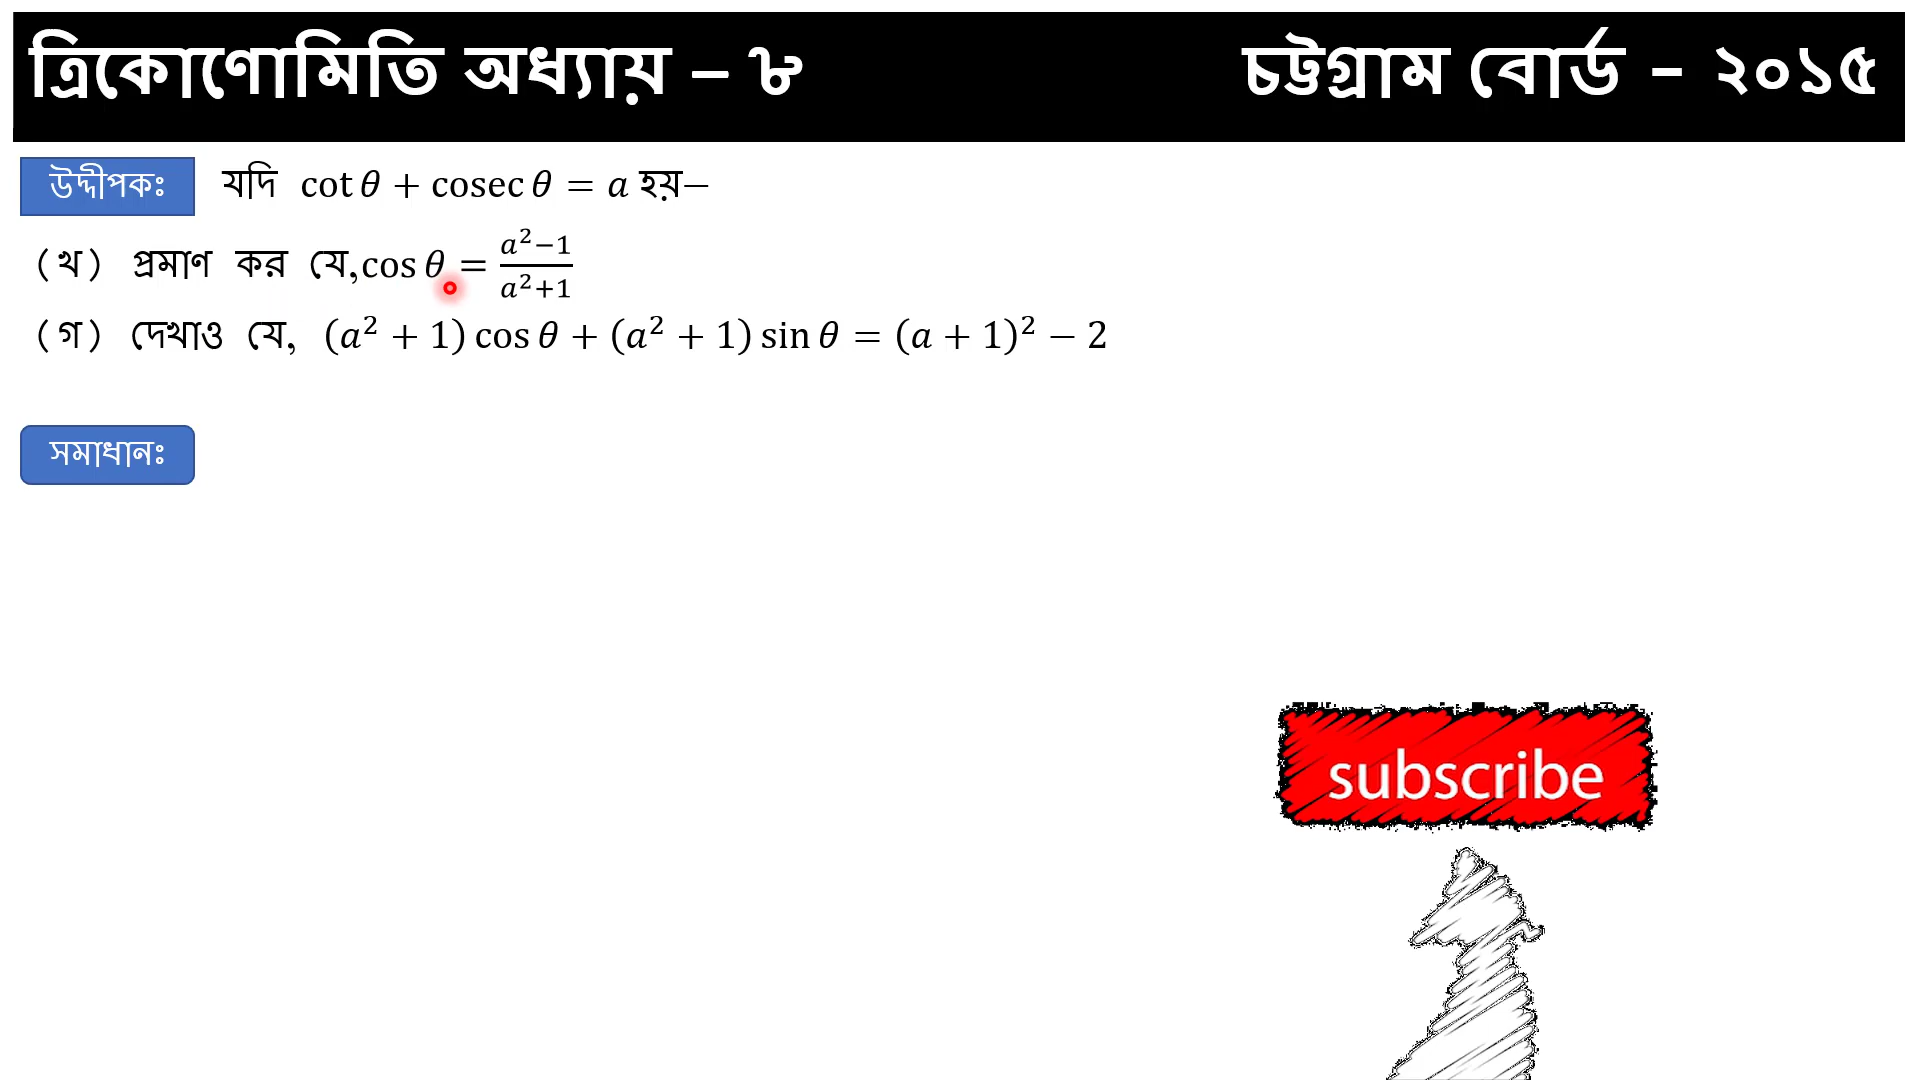 ত্রিকোণোমিতি অধ্যায় – ৮ চট্টগ্রাম বোর্ড – ২০১৫
উদ্দীপকঃ যদি cot θ + cosec θ = a হয়–
(খ) প্রমাণ কর যে,cos θ = (a²−1)/(a²+1)
(গ) দেখাও যে, (a² + 1) cos θ + (a² + 1) sin θ = (a + 1)² − 2
সমাধানঃ
subscribe